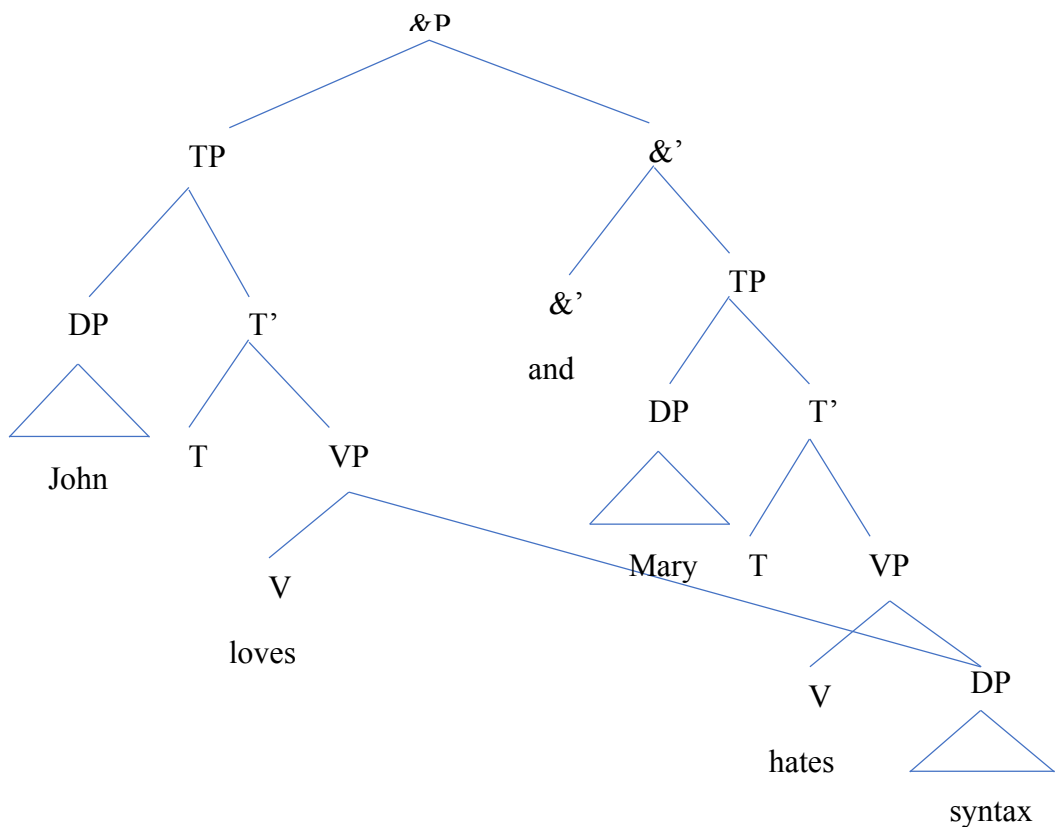 &P
TP &’
TP
&’
DP T’
and
DP T’
T VP
John
Mary T VP
V
loves
DP
V
hates
syntax